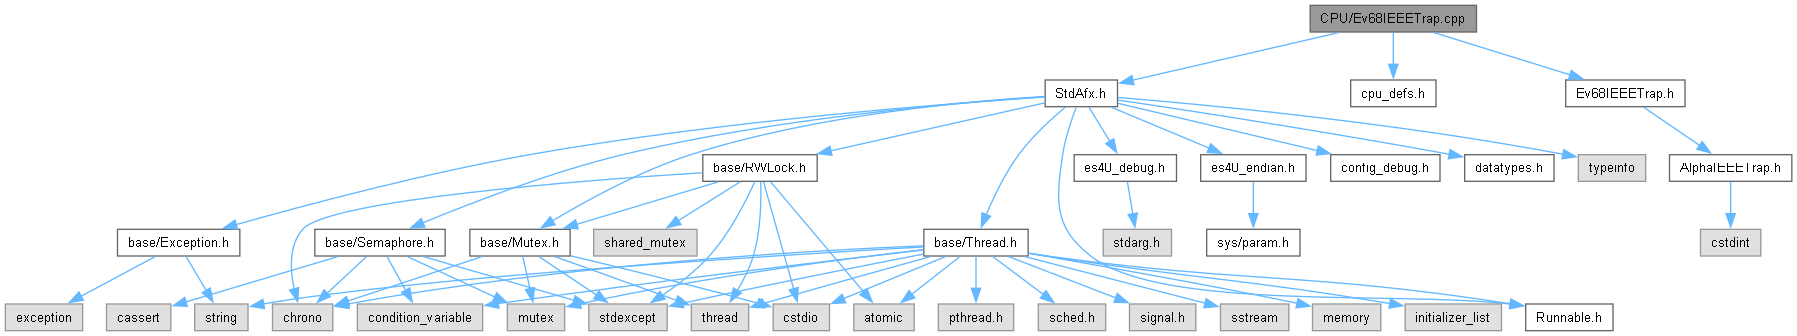 CPU/Ev68IEEETrap.cpp
StdAfx.h
cpu_defs.h
Ev68IEEETrap.h
base/RWLock.h
es40_debug.h
es40_endian.h
config_debug.h
datatypes.h
typeinfo
AlphaIEEETrap.h
base/Exception.h
base/Semaphore.h
base/Mutex.h
shared_mutex
base/Thread.h
stdarg.h
sys/param.h
cstdint
exception
cassert
string
chrono
condition_variable
mutex
stdexcept
thread
cstdio
atomic
pthread.h
sched.h
signal.h
sstream
memory
initializer_list
Runnable.h